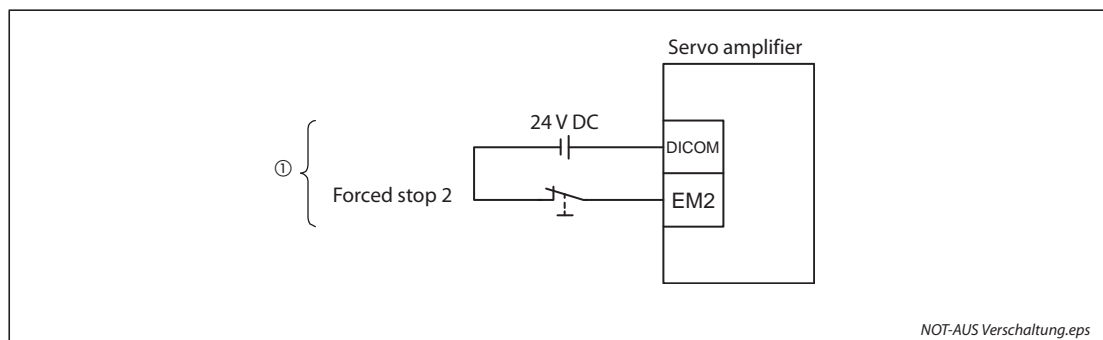 Servo amplifier
24 V DC
DICOM
①
Forced stop 2
EM2
NOT-AUS Verschaltung.eps